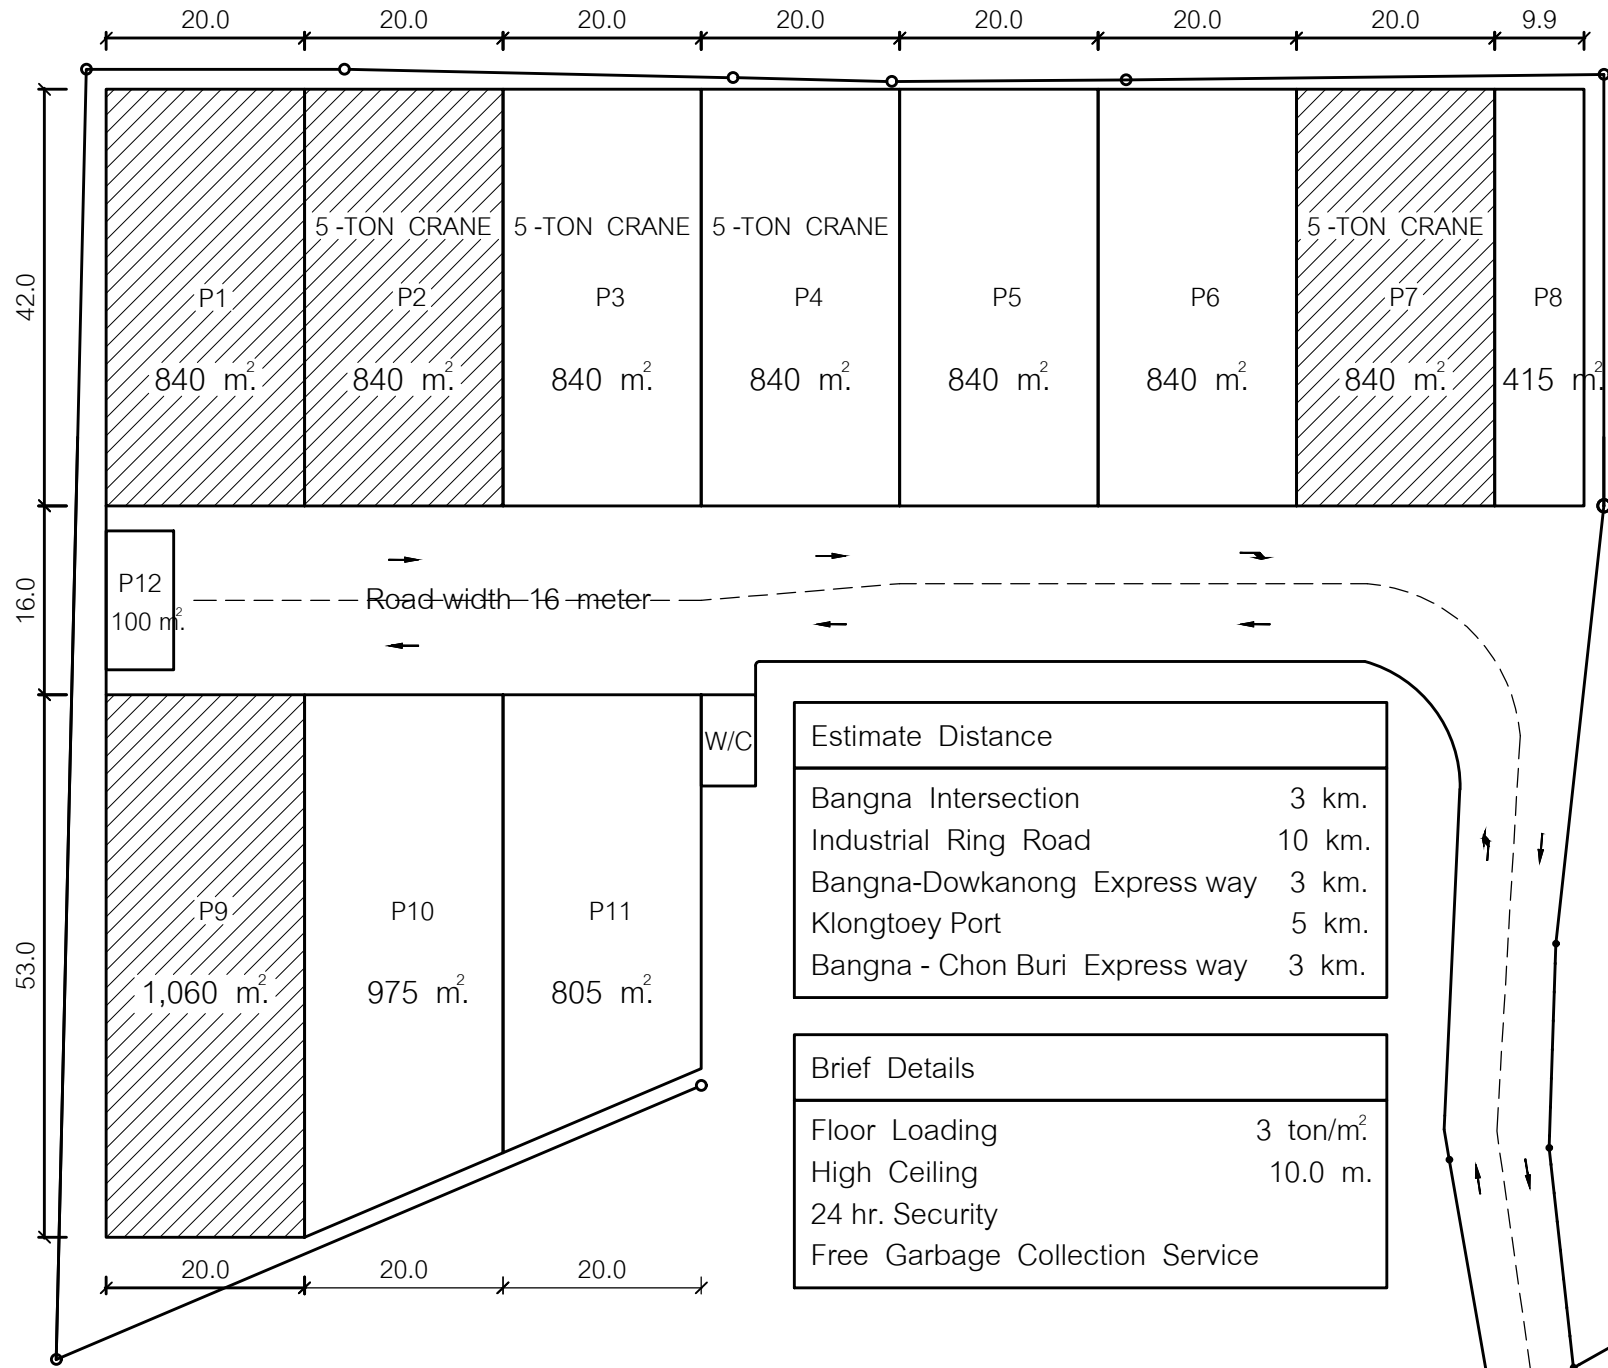 20.0 20.0 20.0 20.0 20.0 20.0 20.0 9.9
5 -TON CRANE 5 -TON CRANE 5 -TON CRANE 5 -TON CRANE
42.0
P1 P2 P3 P4 P5 P6 P7 P8
840 m². 840 m². 840 m². 840 m². 840 m². 840 m². 840 m². 415 m².
16.0
P12
100 m².
Road width 16 meter
W/C
53.0
P9 P10 P11
1,060 m². 975 m². 805 m².
20.0 20.0 20.0
Estimate Distance
Bangna Intersection 3 km.
Industrial Ring Road 10 km.
Bangna-Dowkanong Express way 3 km.
Klongtoey Port 5 km.
Bangna - Chon Buri Express way 3 km.
Brief Details
Floor Loading 3 ton/m².
High Ceiling 10.0 m.
24 hr. Security
Free Garbage Collection Service